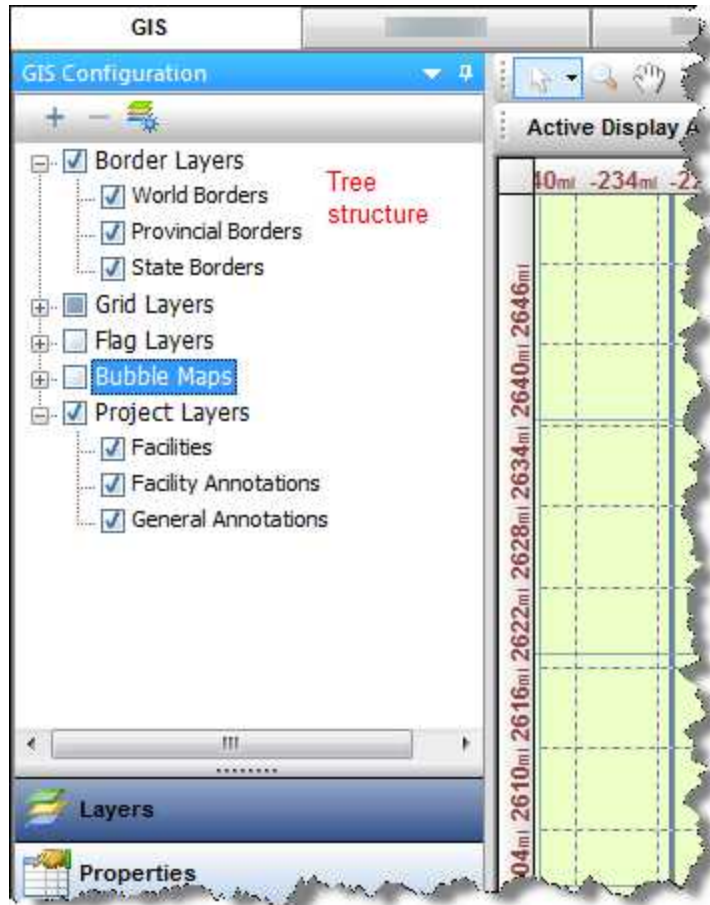 GIS
GIS Configuration
Active Display A
Border Layers
World Borders
Provincial Borders
State Borders
Tree
structure
Grid Layers
Flag Layers
Bubble Maps
Project Layers
Facilities
Facility Annotations
General Annotations
Layers
Properties
-234mi
2646mi
2640mi
2634mi
2628mi
2622mi
2616mi
2610mi